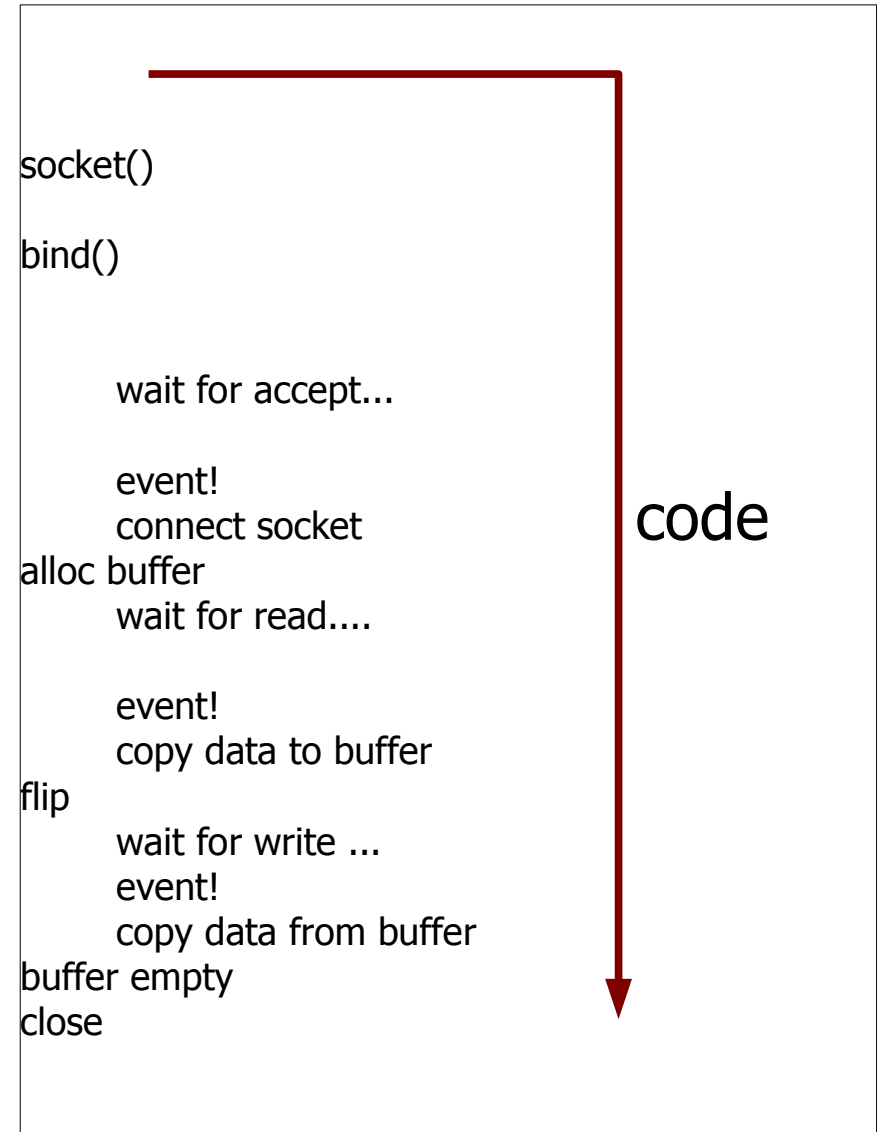 socket()
bind()
wait for accept...
event!
connect socket
alloc buffer
wait for read....
event!
copy data to buffer
flip
wait for write ...
event!
copy data from buffer
buffer empty
close
code